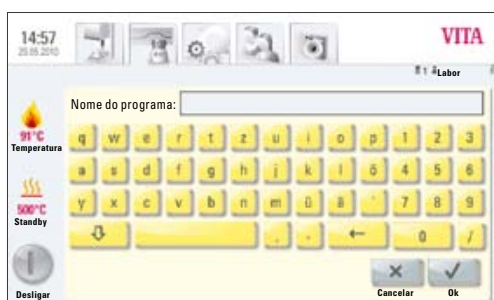 14:57
25.05.2010
VITA
1 Labor
Nome do programa:
91°C
Temperatura
q w e r t z u i o p 1 2 3
a s d f g h j k l ö 4 5 6
500°C
Standby
y x c v b n m ü ä ' 7 8 9
. - 0 /
Desligar
Cancelar Ok